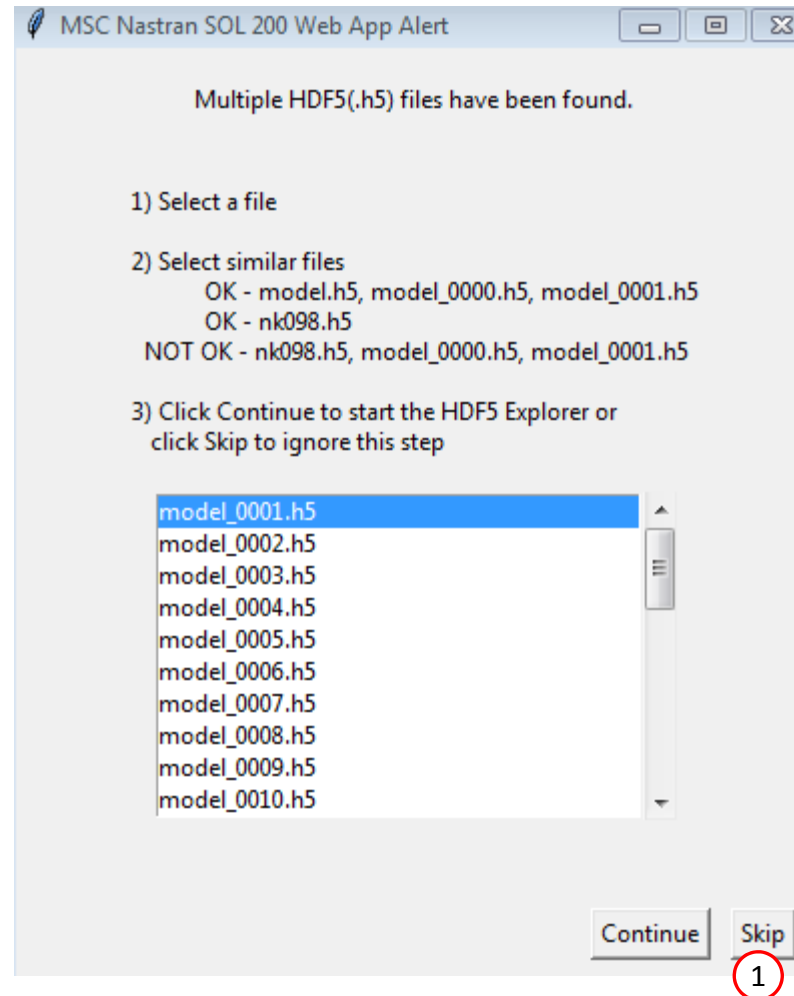 MSC Nastran SOL 200 Web App Alert
Multiple HDF5(.h5) files have been found.
1) Select a file
2) Select similar files
OK - model.h5, model_0000.h5, model_0001.h5
OK - nk098.h5
NOT OK - nk098.h5, model_0000.h5, model_0001.h5
3) Click Continue to start the HDF5 Explorer or
click Skip to ignore this step
model_0001.h5
model_0002.h5
model_0003.h5
model_0004.h5
model_0005.h5
model_0006.h5
model_0007.h5
model_0008.h5
model_0009.h5
model_0010.h5
Continue Skip
1